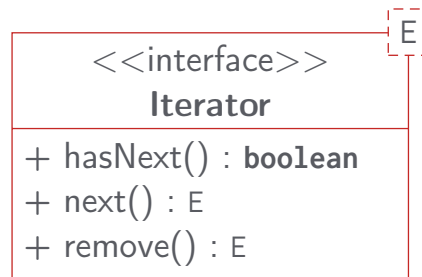 E
<<interface>>
Iterator
+ hasNext() : boolean
+ next() : E
+ remove() : E